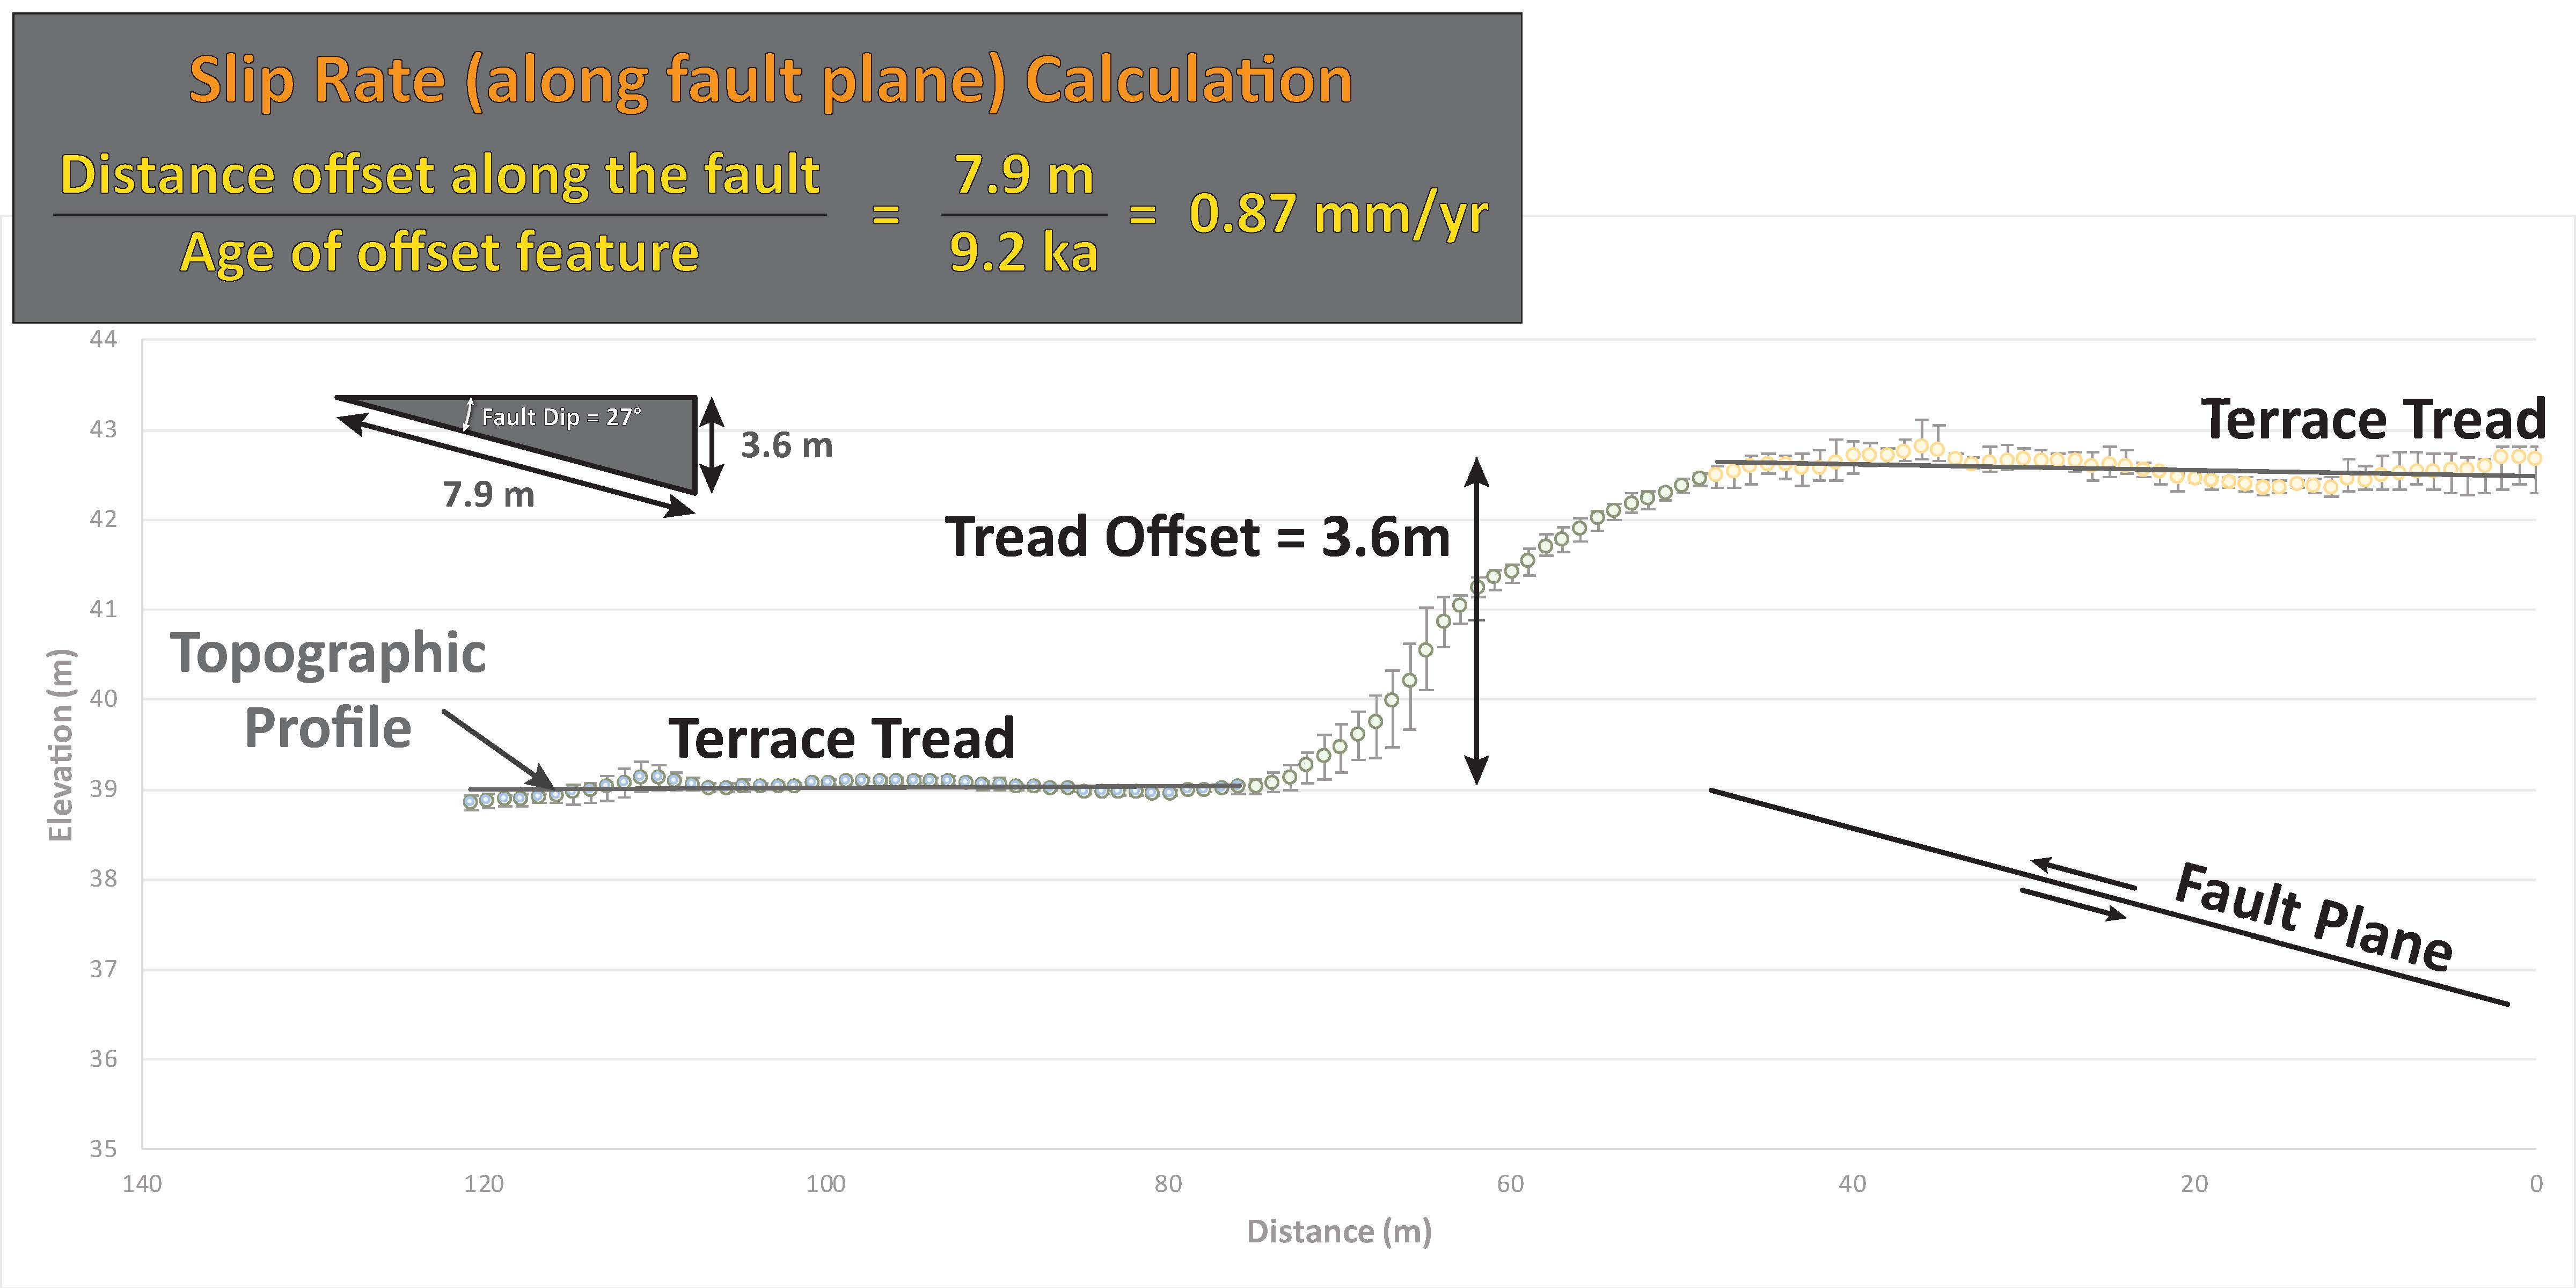 Slip Rate (along fault plane) Calculation
Distance offset along the fault
Age of offset feature
=
7.9 m
9.2 ka
= 0.87 mm/yr
44
43
42
41
40
39
38
37
36
35
Elevation (m)
Fault Dip = 27°
3.6 m
7.9 m
Terrace Tread
Tread Offset = 3.6m
Topographic
Profile
Terrace Tread
Fault Plane
140
120
100
80
60
40
20
0
Distance (m)